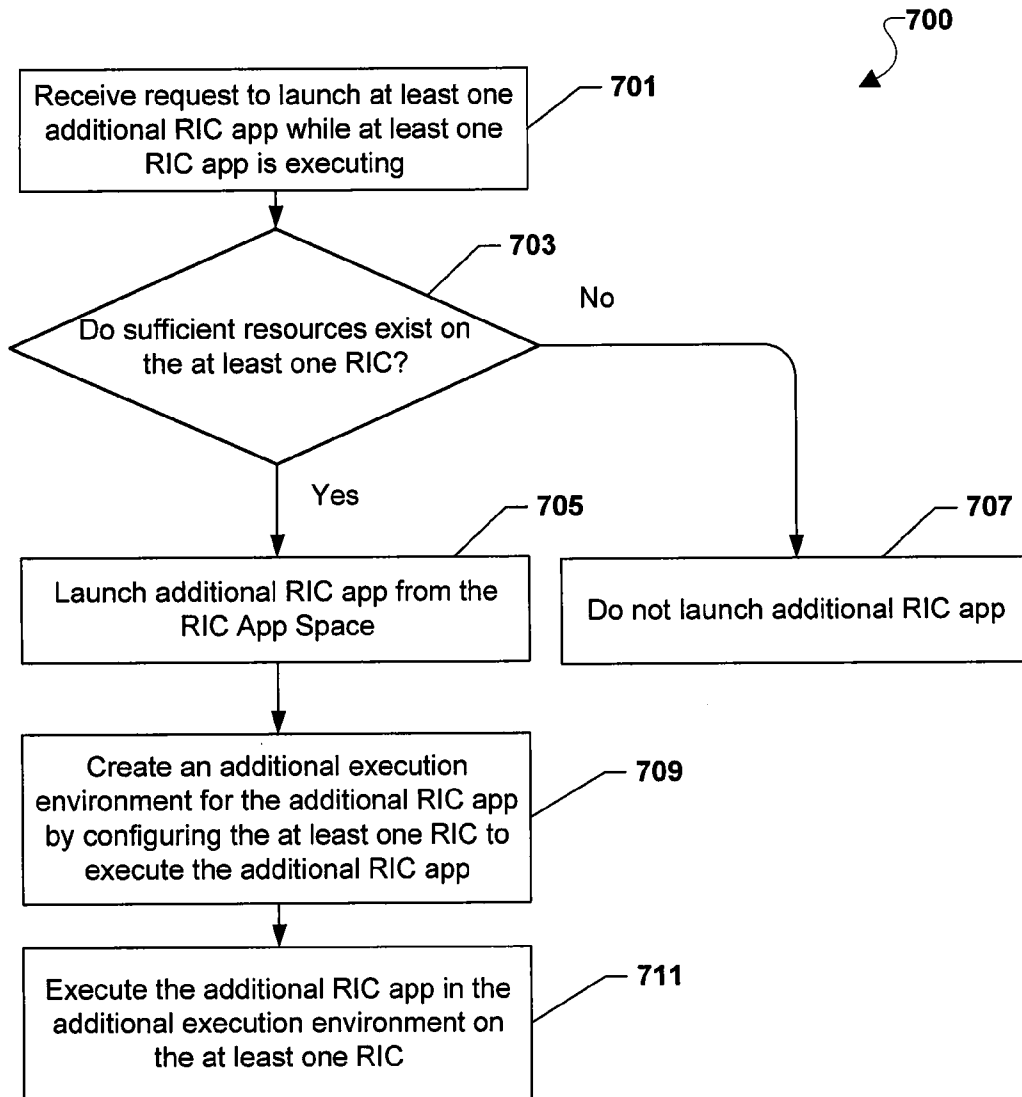 700
Receive request to launch at least one
additional RIC app while at least one
RIC app is executing
701
703
No
Do sufficient resources exist on
the at least one RIC?
Yes
705
707
Launch additional RIC app from the
RIC App Space
Do not launch additional RIC app
Create an additional execution
environment for the additional RIC app
by configuring the at least one RIC to
execute the additional RIC app
709
Execute the additional RIC app in the
additional execution environment on
the at least one RIC
711